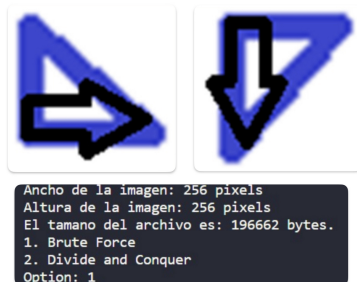 Ancho de la imagen: 256 pixels
Altura de la imagen: 256 pixels
El tamano del archivo es: 196662 bytes.
1. Brute Force
2. Divide and Conquer
Option: 1